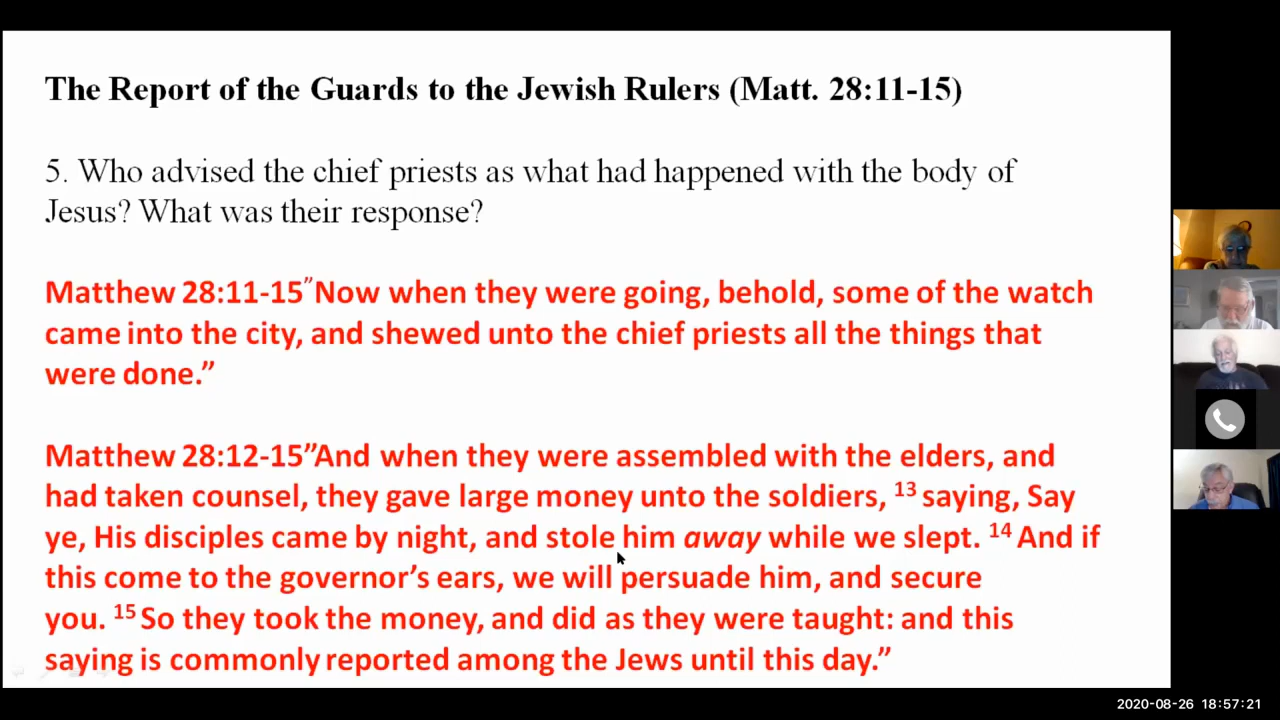 The Report of the Guards to the Jewish Rulers (Matt. 28:11-15)
5. Who advised the chief priests as what had happened with the body of
Jesus? What was their response?
Matthew 28:11-15”Now when they were going, behold, some of the watch
came into the city, and shewed unto the chief priests all the things that
were done.”
Matthew 28:12-15”And when they were assembled with the elders, and
had taken counsel, they gave large money unto the soldiers, 13 saying, Say
ye, His disciples came by night, and stole him away while we slept. 14 And if
this come to the governor’s ears, we will persuade him, and secure
you. 15 So they took the money, and did as they were taught: and this
saying is commonly reported among the Jews until this day.”
2020-08-26 18:57:21